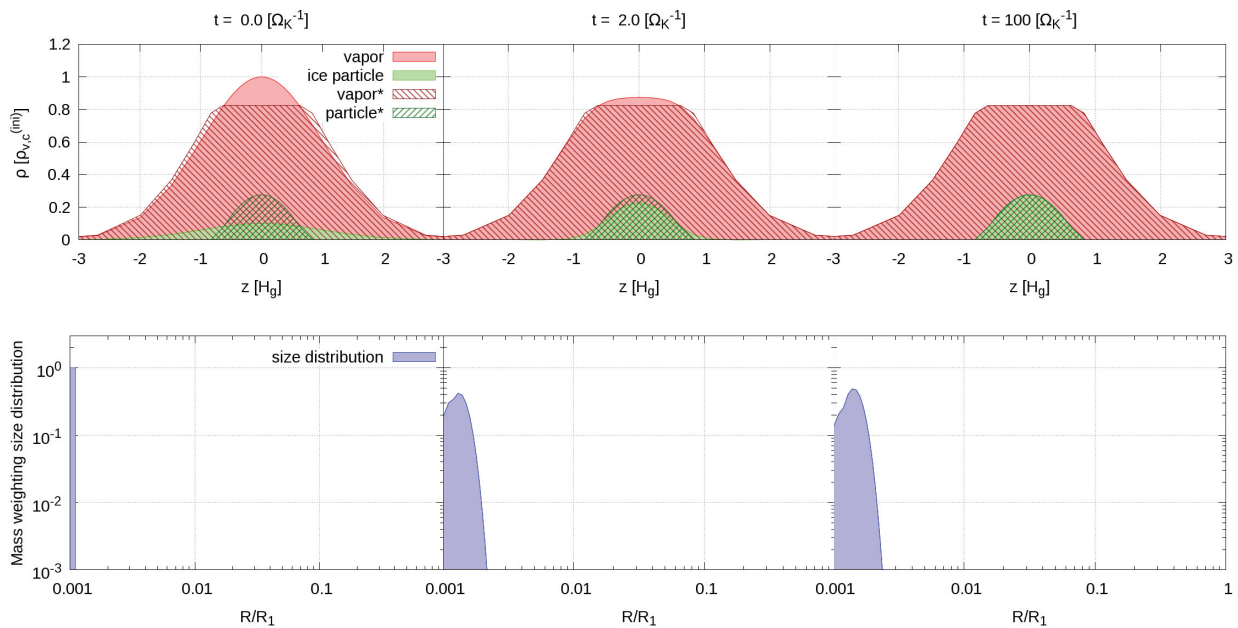 t =  0.0 [Ω_K^-1]
t =  2.0 [Ω_K^-1]
t = 100 [Ω_K^-1]
ρ [ρ_v,c^(ini)]
1.2
1
0.8
0.6
0.4
0.2
0
vapor
ice particle
vapor*
particle*
-3 -2 -1 0 1 2 -3 -2 -1 0 1 2 -3 -2 -1 0 1 2 3
z [H_g]
z [H_g]
z [H_g]
Mass weighting size distribution
10^0
10^-1
10^-2
10^-3
size distribution
0.001 0.01 0.1 0.001 0.01 0.1 0.001 0.01 0.1 1
R/R_1
R/R_1
R/R_1